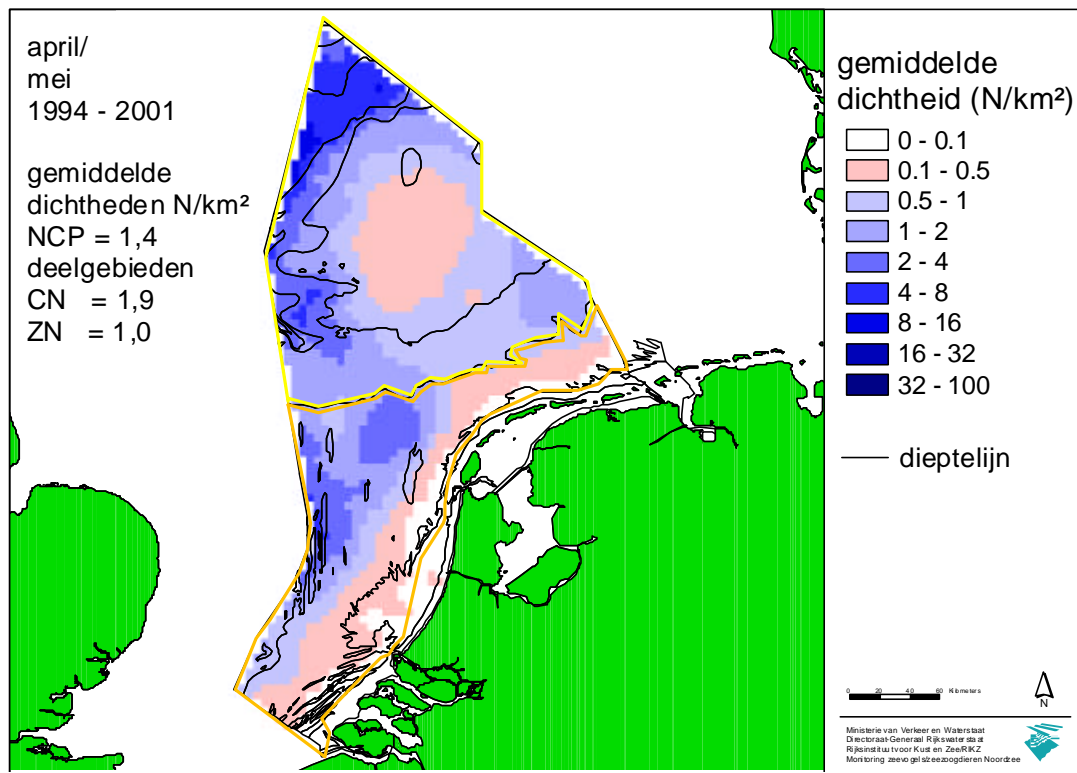 april/
mei
1994 - 2001
gemiddelde
dichtheden N/km²
NCP = 1,4
deelgebieden
CN = 1,9
ZN = 1,0
gemiddelde
dichtheid (N/km²)
0 - 0.1
0.1 - 0.5
0.5 - 1
1 - 2
2 - 4
4 - 8
8 - 16
16 - 32
32 - 100
dieptelijn
0 20 40 60 Kilometers
N
Ministerie van Verkeer en Waterstaat
Directoraat-Generaal Rijkswaterstaat
Rijksinstituut voor Kust en Zee/RIKZ
Monitoring zeevogels/zeezoogdieren Noordzee